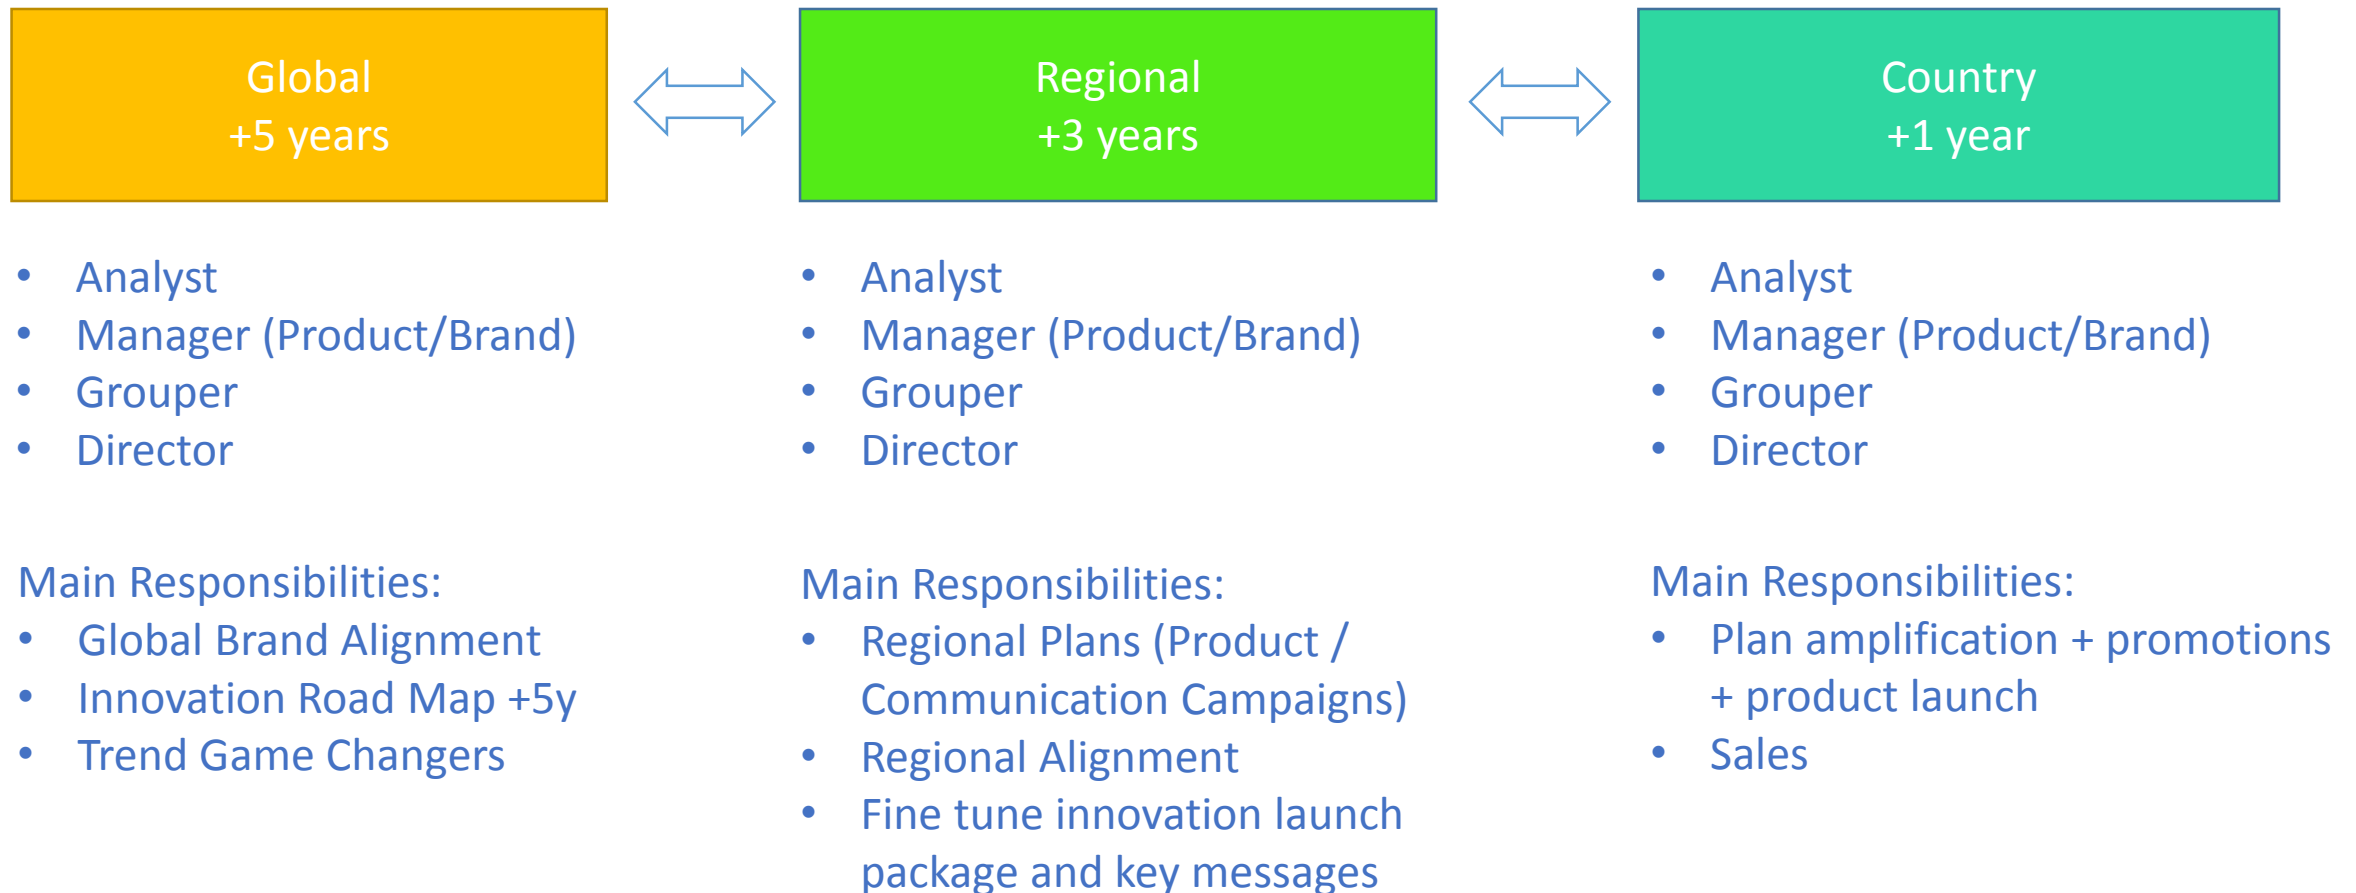 Global
+5 years
• Analyst
• Manager (Product/Brand)
• Grouper
• Director
Main Responsibilities:
• Global Brand Alignment
• Innovation Road Map +5y
• Trend Game Changers
Regional
+3 years
• Analyst
• Manager (Product/Brand)
• Grouper
• Director
Main Responsibilities:
• Regional Plans (Product /
Communication Campaigns)
• Regional Alignment
• Fine tune innovation launch
package and key messages
Country
+1 year
• Analyst
• Manager (Product/Brand)
• Grouper
• Director
Main Responsibilities:
• Plan amplification + promotions
+ product launch
• Sales